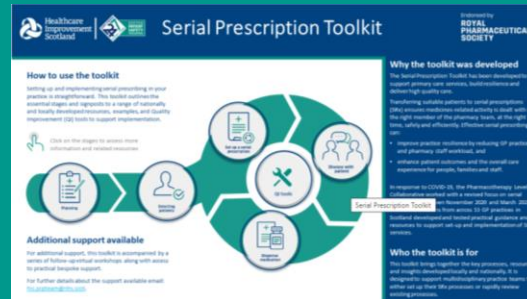 Healthcare
Improvement
Scotland
Serial Prescription Toolkit
Endorsed by
ROYAL
PHARMACEUTICAL
SOCIETY
How to use the toolkit
Setting up and implementing serial prescribing in your
practice is straightforward. This toolkit outlines the
essential stages and signposts to a range of nationally
and locally developed resources, examples, and Quality
Improvement (QI) tools to support implementation.
Click on the stages to access more
information and related resources.
Planning
Selecting
patients
Set up a serial
prescription
Discuss with
patient
QI tools
Dispense
medication
Serial Prescription Toolkit
Additional support available
For additional support, this toolkit is accompanied by a
series of follow up virtual workshops along with access
to practical bespoke support.
For further details about the support available email:
Why the toolkit was developed
The Serial Prescription Toolkit has been developed to
support primary care services, build resilience and
deliver high quality care.
Transferring suitable patients to serial prescriptions
(SRx) ensures medicines related activity is dealt with
the right member of the pharmacy team, at the right
time, safely and efficiently. Effective serial prescribing
can:
• improve practice resilience by reducing GP practice
and pharmacy staff workload, and
• enhance patient outcomes and the overall care
experience for people, families and staff.
In response to COVID-19, the Pharmacotherapy
Collaborative worked with a revised focus on serial
November 2020 and March
from across 33 GP practices in
Scotland developed and tested practical guidance and
resources to support set-up and implementation of
services.
Who the toolkit is for
This toolkit brings together the key processes,
and insights developed locally and nationally. It is
designed to support multidisciplinary practice teams
either set up their SRx processes or rapidly review
existing processes.